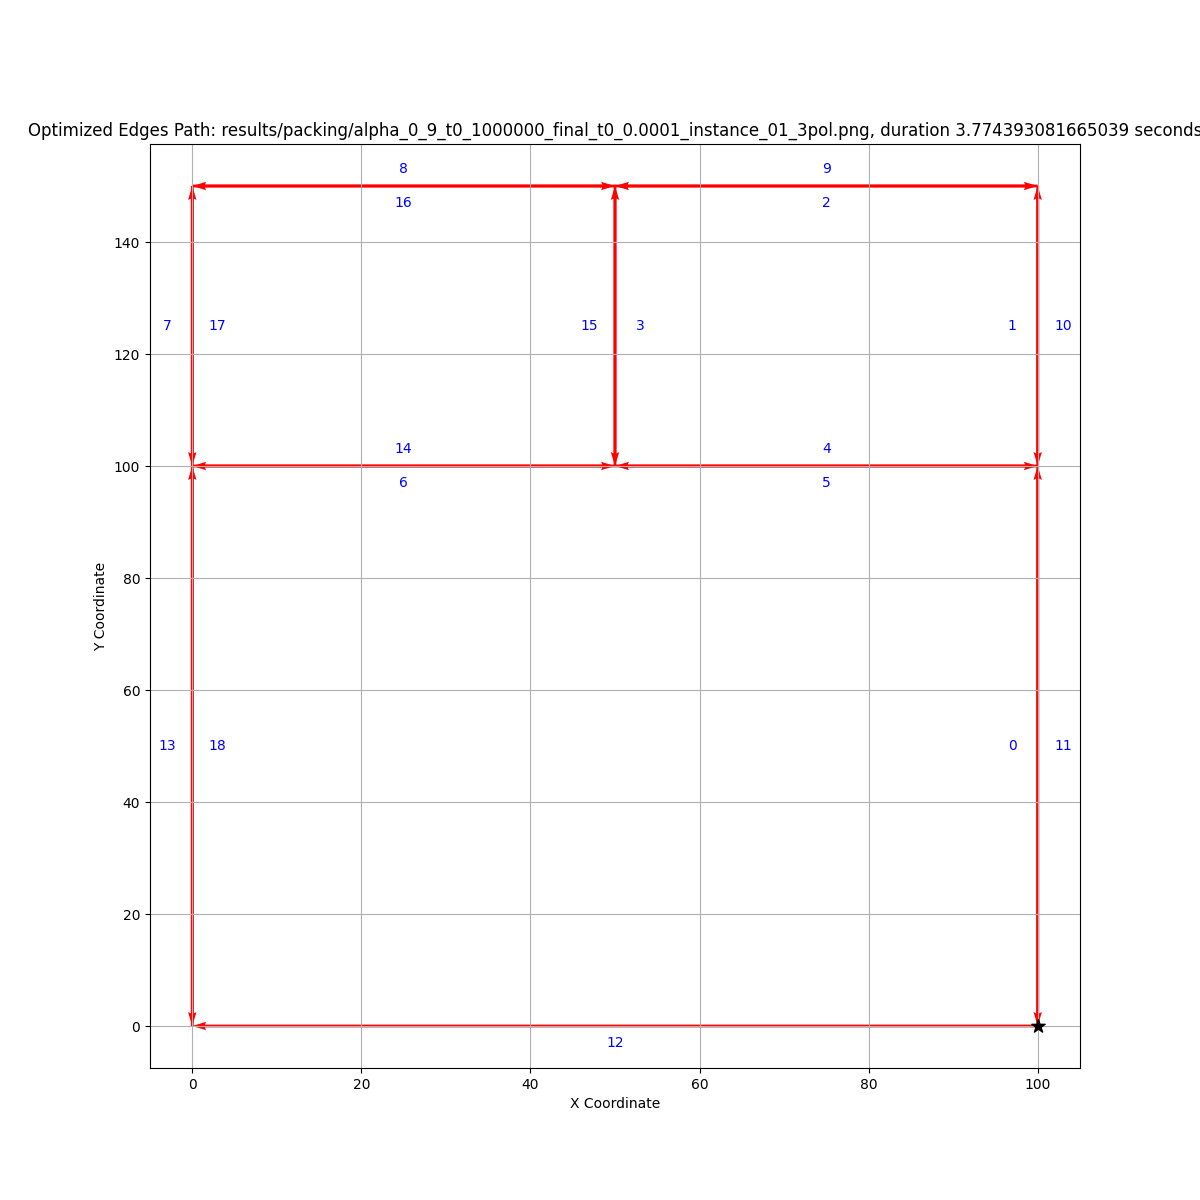 Optimized Edges Path: results/packing/alpha_0_9_t0_1000000_final_t0_0.0001_instance_01_3pol.png, duration 3.774393081665039 seconds
8 9
16 2
140
7 17 15 3 1 10
120
14 4
100
6 5
80
Y Coordinate
60
13 18 0 11
40
20
0
12
0 20 40 60 80 100
X Coordinate